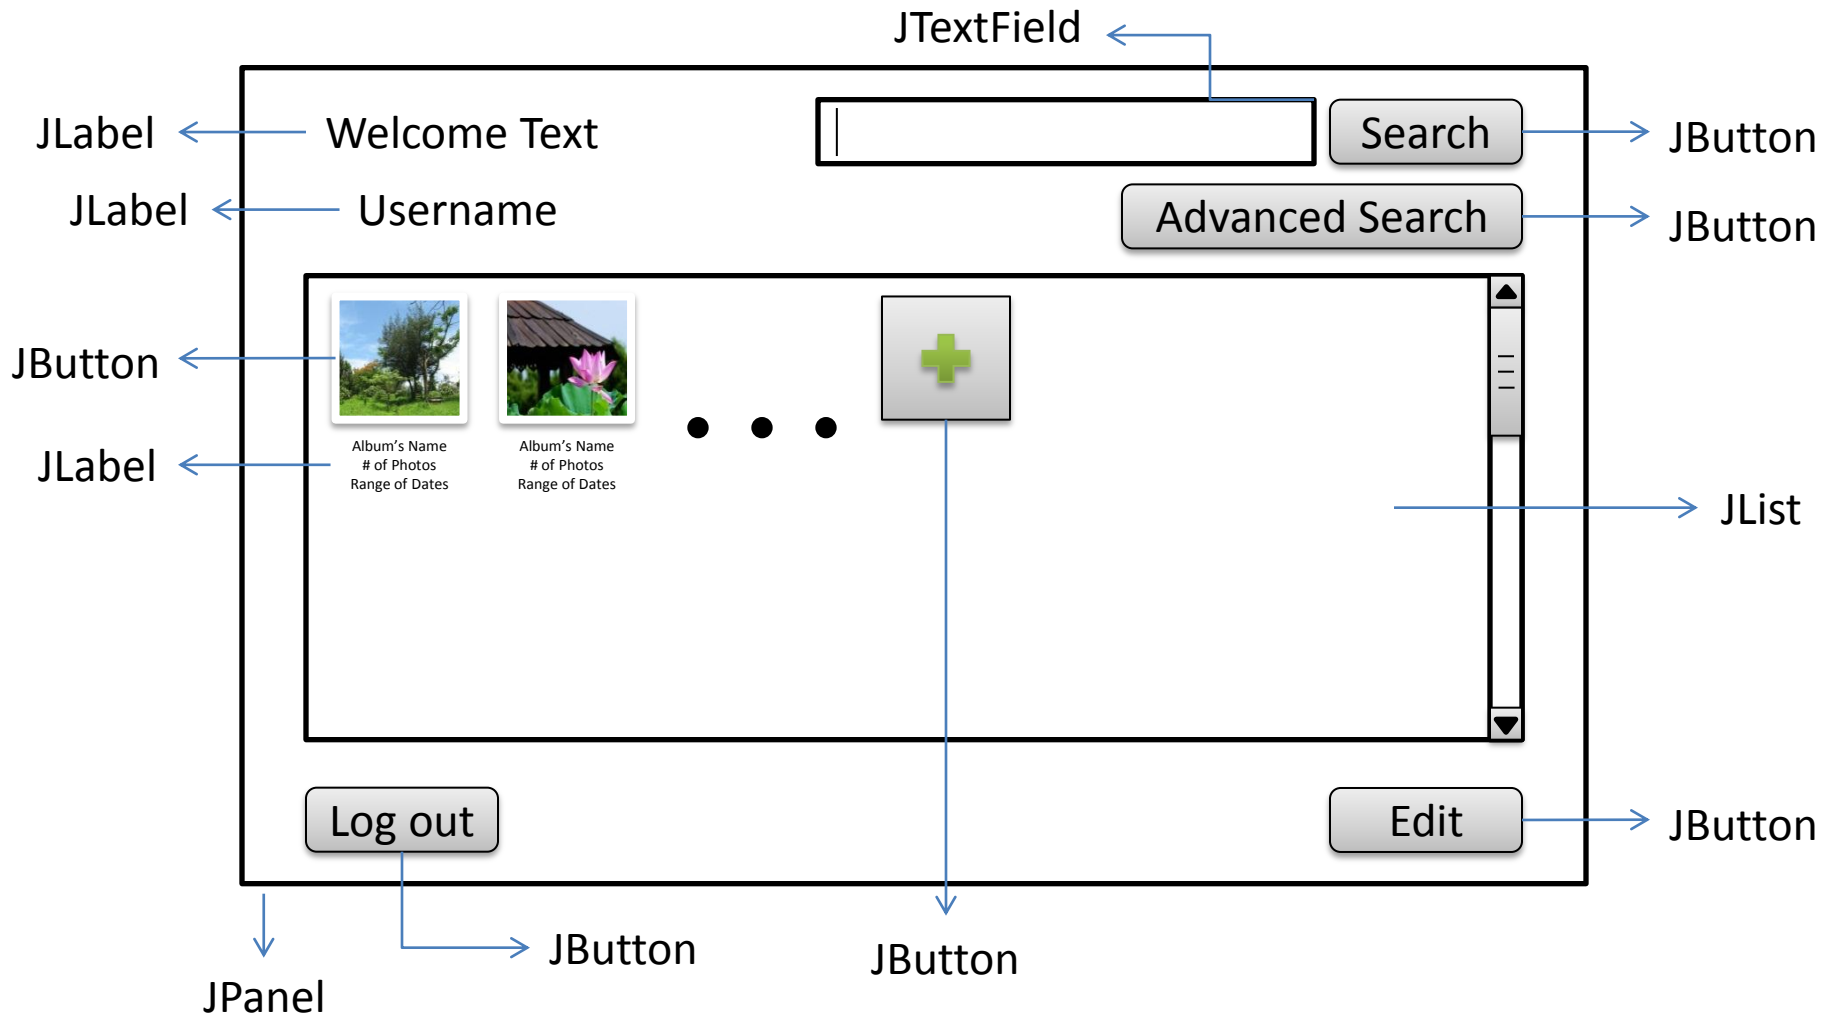 JTextField
JLabel
Welcome Text
Search
JButton
JLabel
Username
Advanced Search
JButton
JButton
Album's Name
# of Photos
Range of Dates
Album's Name
# of Photos
Range of Dates
JLabel
JList
Log out
Edit
JButton
JButton
JButton
JPanel